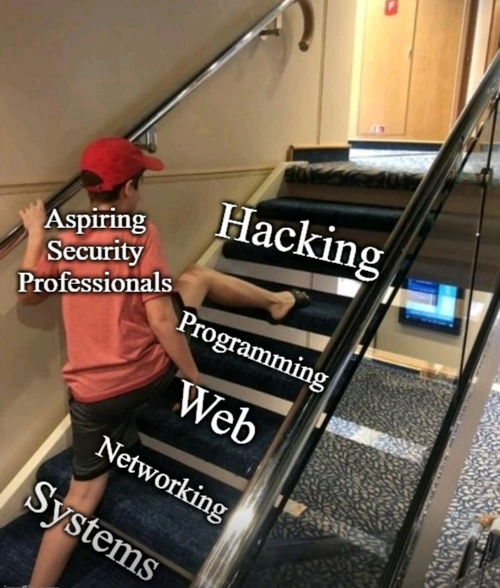 Aspiring
Security
Professionals
Hacking
Programming
Web
Networking
Systems